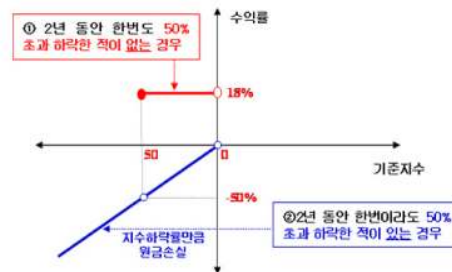 수익률
① 2년 동안 한번도 50%
초과 하락한 적이 없는 경우
18%
50
0
기준지수
-50%
②2년 동안 한번이라도 50%
초과 하락한 적이 있는 경우
지수하락률만큼
원금손실